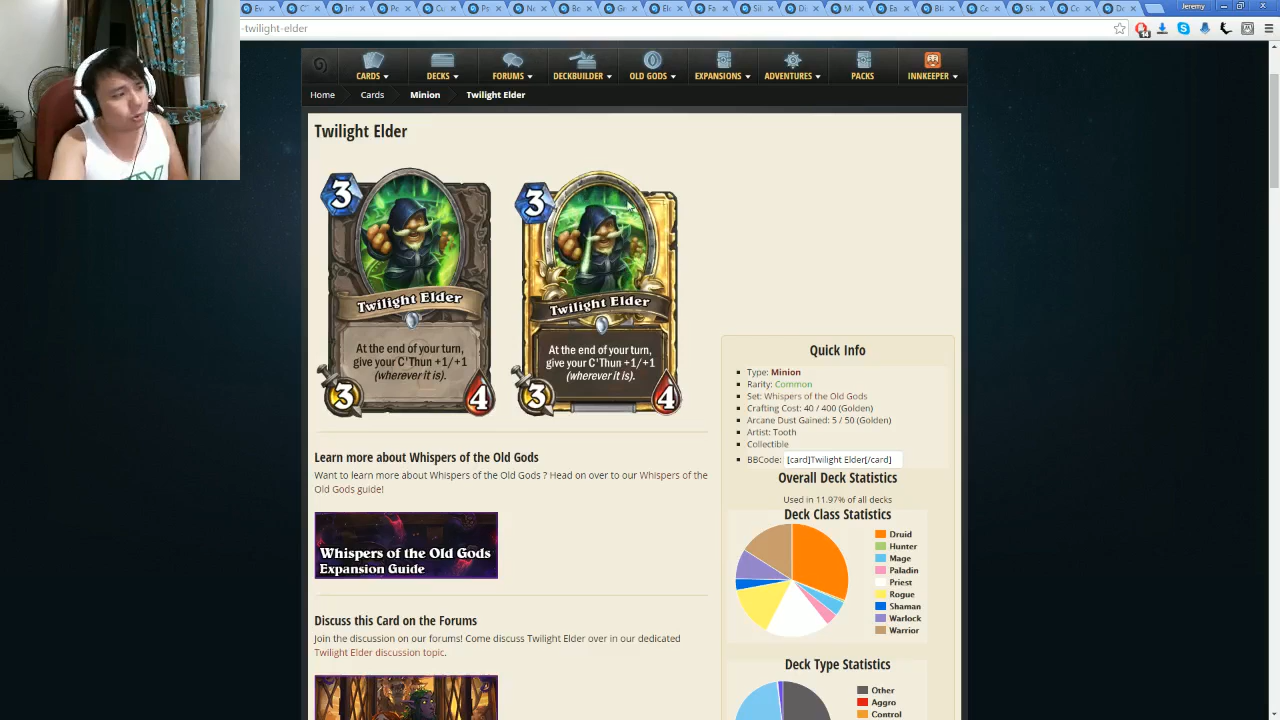 Jeremy
-twilight-elder
14
CARDS
DECKS
FORUMS
DECKBUILDER
OLD GODS
EXPANSIONS
ADVENTURES
PACKS
INNKEEPER
Home
Cards
Minion
Twilight Elder
Twilight Elder
3
Twilight Elder
At the end of your turn,
give your C'Thun +1/+1
(wherever it is).
3
4
3
Twilight Elder
At the end of your turn,
give your C'Thun +1/+1
(wherever it is).
3
4
Learn more about Whispers of the Old Gods
Want to learn more about Whispers of the Old Gods ? Head on over to our Whispers of the
Old Gods guide!
Whispers of the Old Gods
Expansion Guide
Discuss this Card on the Forums
Join the discussion on our forums! Come discuss Twilight Elder over in our dedicated
Twilight Elder discussion topic.
Quick Info
Type: Minion
Rarity: Common
Set: Whispers of the Old Gods
Crafting Cost: 40 / 400 (Golden)
Arcane Dust Gained: 5 / 50 (Golden)
Artist: Tooth
Collectible
BBCode: [card]Twilight Elder[/card]
Overall Deck Statistics
Used in 11.97% of all decks
Deck Class Statistics
Druid
Hunter
Mage
Paladin
Priest
Rogue
Shaman
Warlock
Warrior
Deck Type Statistics
Other
Aggro
Control